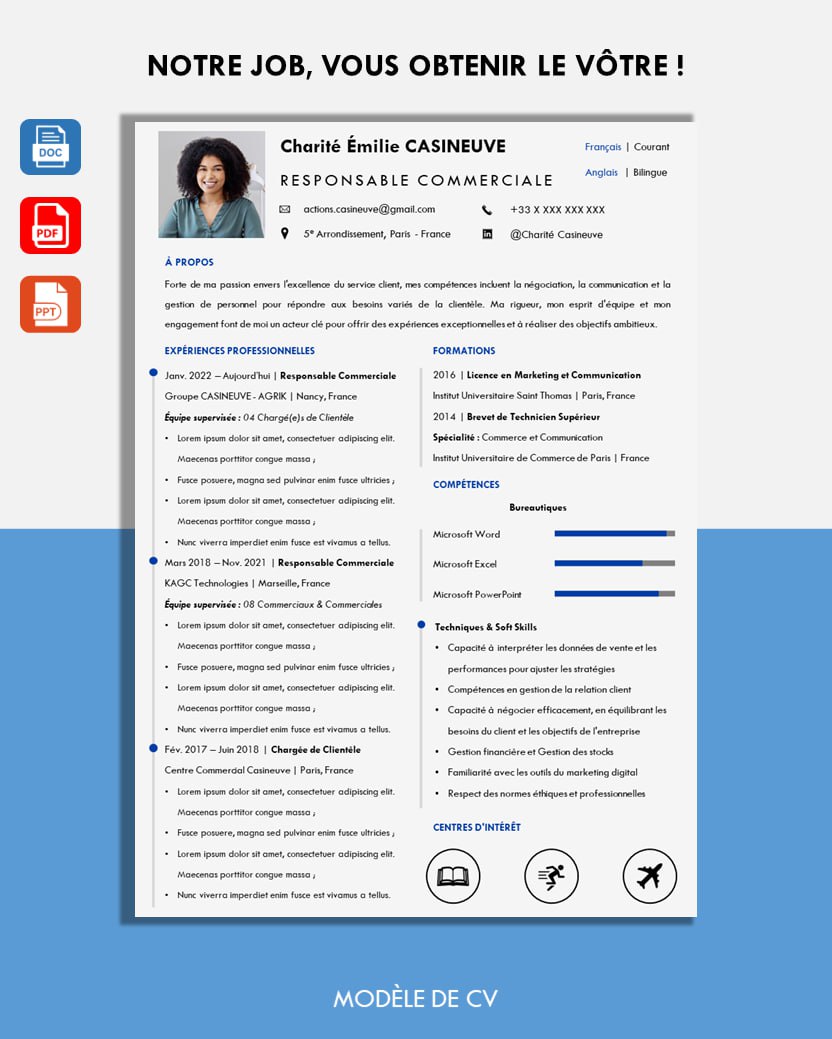 NOTRE JOB, VOUS OBTENIR LE VÔTRE !
DOC
PDF
PPT
Charité Émilie CASINEUVE
RESPONSABLE COMMERCIALE
Français | Courant
Anglais | Bilingue
actions.casineuve@gmail.com
+33 X XXX XXX XXX
5e Arrondissement, Paris - France
in
@Charité Casineuve
À PROPOS
Forte de ma passion envers l'excellence du service client, mes compétences incluent la négociation, la communication et la
gestion de personnel pour répondre aux besoins variés de la clientèle. Ma rigueur, mon esprit d'équipe et mon
engagement font de moi un acteur clé pour offrir des expériences exceptionnelles et à réaliser des objectifs ambitieux.
EXPÉRIENCES PROFESSIONNELLES
Janv. 2022 – Aujourd'hui | Responsable Commerciale
Groupe CASINEUVE - AGRIK | Nancy, France
Équipe supervisée : 04 Chargé(e)s de Clientèle
• Lorem ipsum dolor sit amet, consectetuer adipiscing elit.
Maecenas porttitor congue massa ;
• Fusce posuere, magna sed pulvinar enim fusce ultricies ;
• Lorem ipsum dolor sit amet, consectetuer adipiscing elit.
Maecenas porttitor congue massa ;
• Nunc viverra imperdiet enim fusce est vivamus a tellus.
Mars 2018 – Nov. 2021 | Responsable Commerciale
KAGC Technologies | Marseille, France
Équipe supervisée : 08 Commerciaux & Commerciales
• Lorem ipsum dolor sit amet, consectetuer adipiscing elit.
Maecenas porttitor congue massa ;
• Fusce posuere, magna sed pulvinar enim fusce ultricies ;
• Lorem ipsum dolor sit amet, consectetuer adipiscing elit.
Maecenas porttitor congue massa ;
• Nunc viverra imperdiet enim fusce est vivamus a tellus.
Fév. 2017 – Juin 2018 | Chargée de Clientèle
Centre Commercial Casineuve | Paris, France
• Lorem ipsum dolor sit amet, consectetuer adipiscing elit.
Maecenas porttitor congue massa ;
• Fusce posuere, magna sed pulvinar enim fusce ultricies ;
• Lorem ipsum dolor sit amet, consectetuer adipiscing elit.
Maecenas porttitor congue massa ;
• Nunc viverra imperdiet enim fusce est vivamus a tellus.
FORMATIONS
2016 | Licence en Marketing et Communication
Institut Universitaire Saint Thomas | Paris, France
2014 | Brevet de Technicien Supérieur
Spécialité : Commerce et Communication
Institut Universitaire de Commerce de Paris | France
COMPÉTENCES
Bureautiques
Microsoft Word
Microsoft Excel
Microsoft PowerPoint
Techniques & Soft Skills
• Capacité à interpréter les données de vente et les
performances pour ajuster les stratégies
• Compétences en gestion de la relation client
• Capacité à négocier efficacement, en équilibrant les
besoins du client et les objectifs de l'entreprise
• Gestion financière et Gestion des stocks
• Familiarité avec les outils du marketing digital
• Respect des normes éthiques et professionnelles
CENTRES D'INTÉRÊT
MODÈLE DE CV